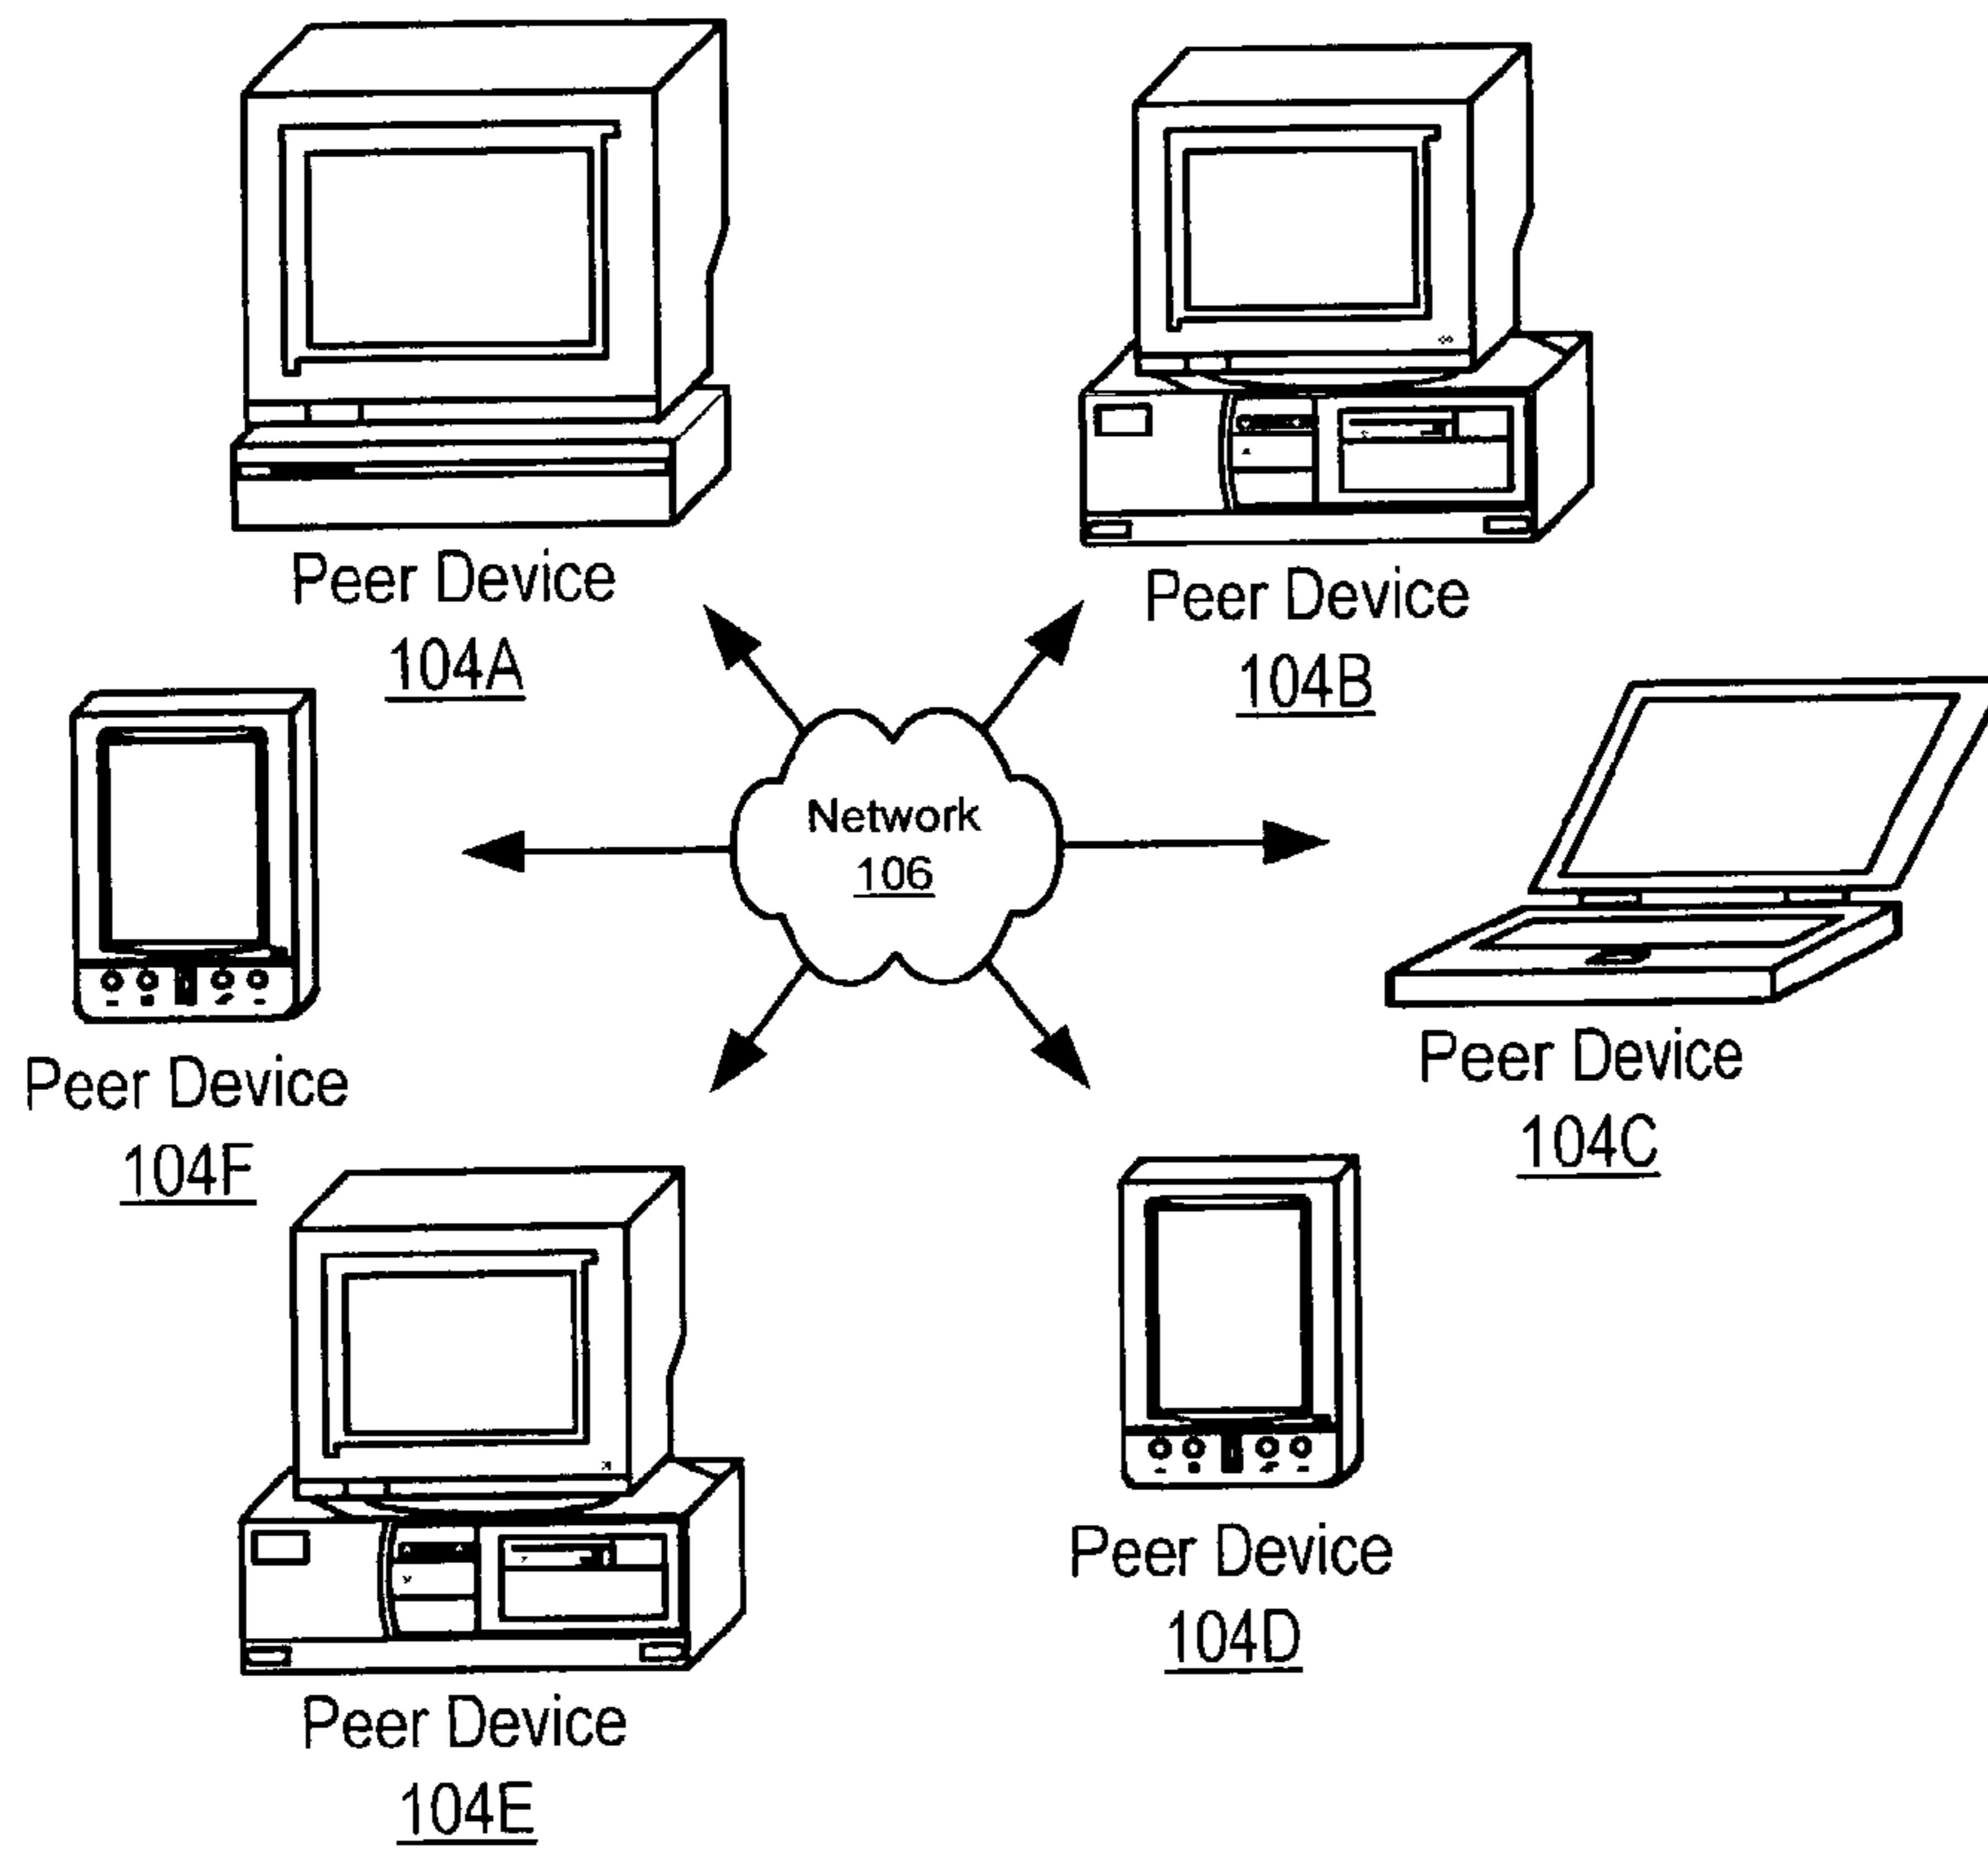 Peer Device
104A
Peer Device
104B
Network
106
Peer Device
104F
Peer Device
104C
Peer Device
104D
Peer Device
104E